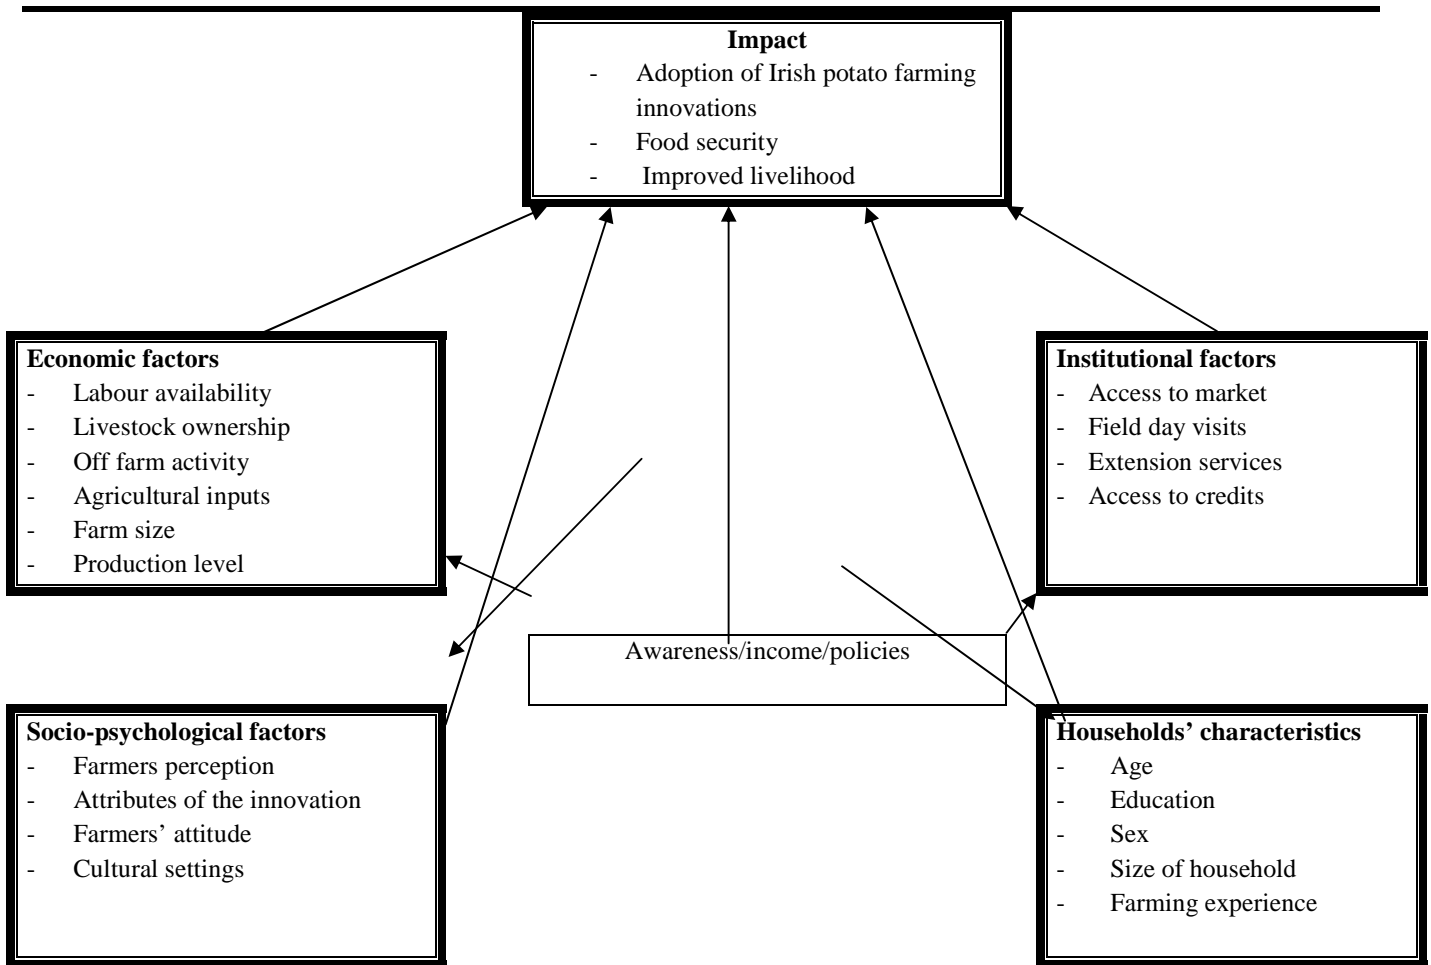 Impact
- Adoption of Irish potato farming
innovations
- Food security
- Improved livelihood
Economic factors
- Labour availability
- Livestock ownership
- Off farm activity
- Agricultural inputs
- Farm size
- Production level
Institutional factors
- Access to market
- Field day visits
- Extension services
- Access to credits
Awareness/income/policies
Socio-psychological factors
- Farmers perception
- Attributes of the innovation
- Farmers’ attitude
- Cultural settings
Households’ characteristics
- Age
- Education
- Sex
- Size of household
- Farming experience